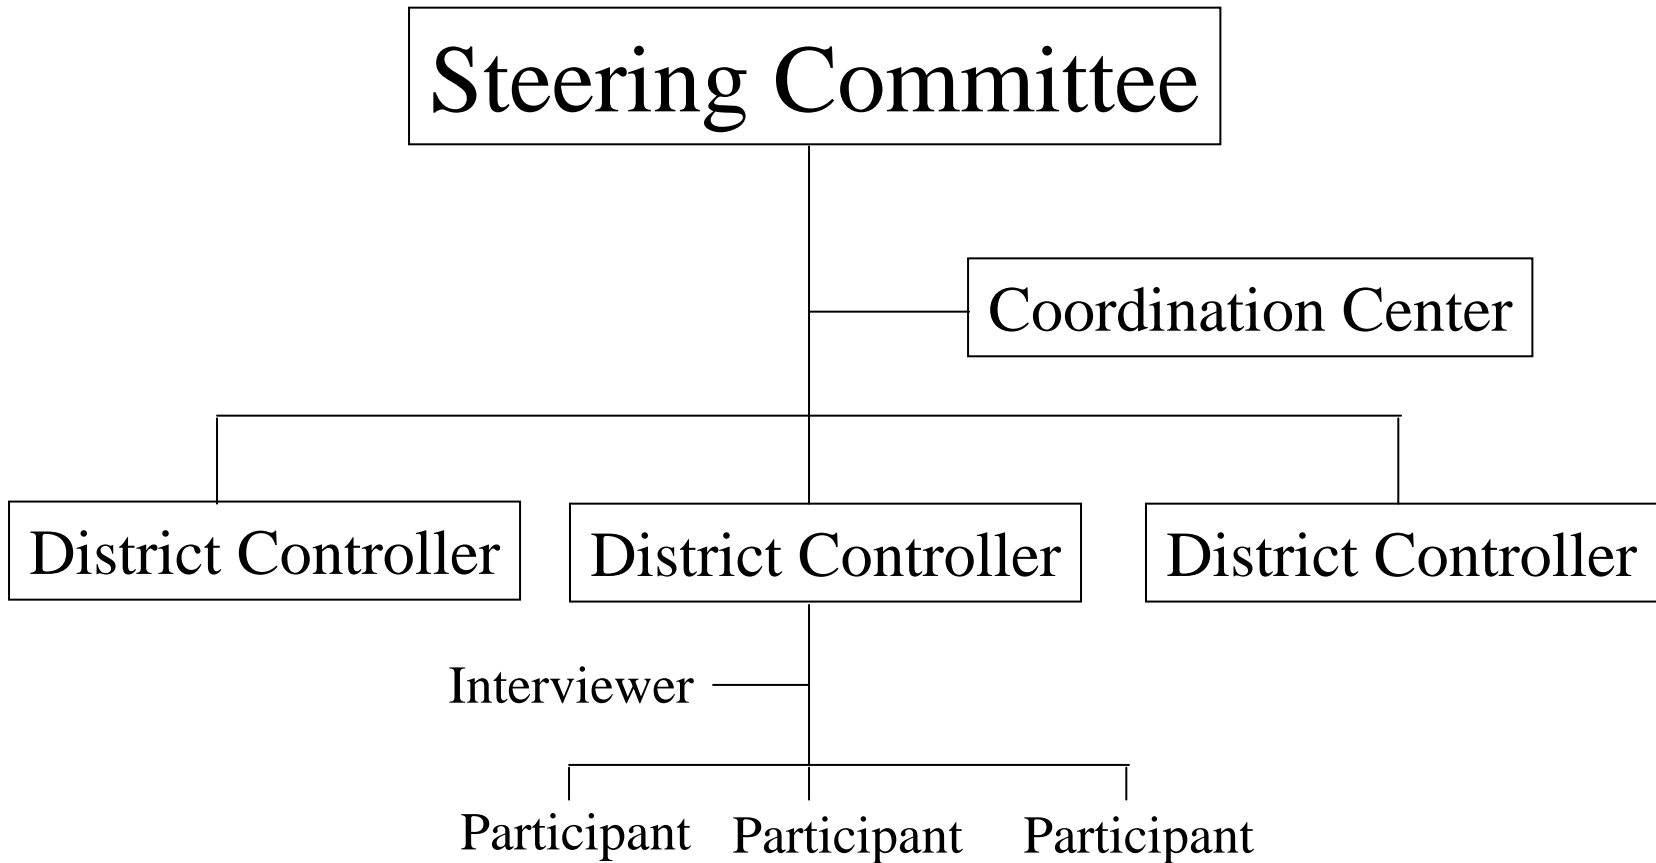 Steering Committee
Coordination Center
District Controller
District Controller
District Controller
Interviewer
Participant
Participant
Participant